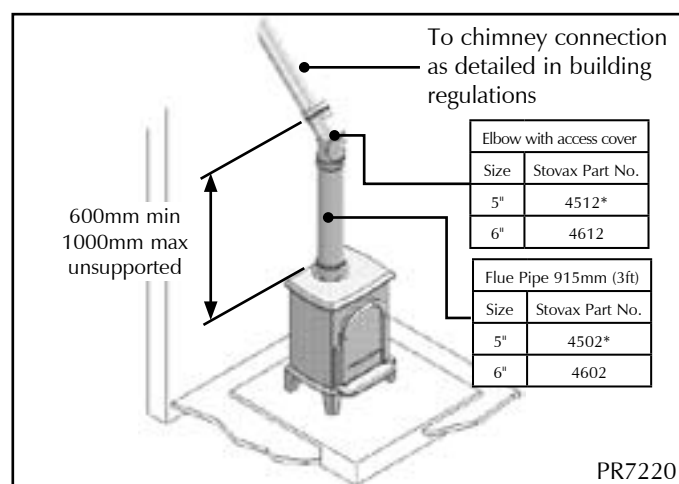 To chimney connection
as detailed in building
regulations
Elbow with access cover
Size Stovax Part No.
5" 4512*
6" 4612
600mm min
1000mm max
unsupported
Flue Pipe 915mm (3ft)
Size Stovax Part No.
5" 4502*
6" 4602
PR7220